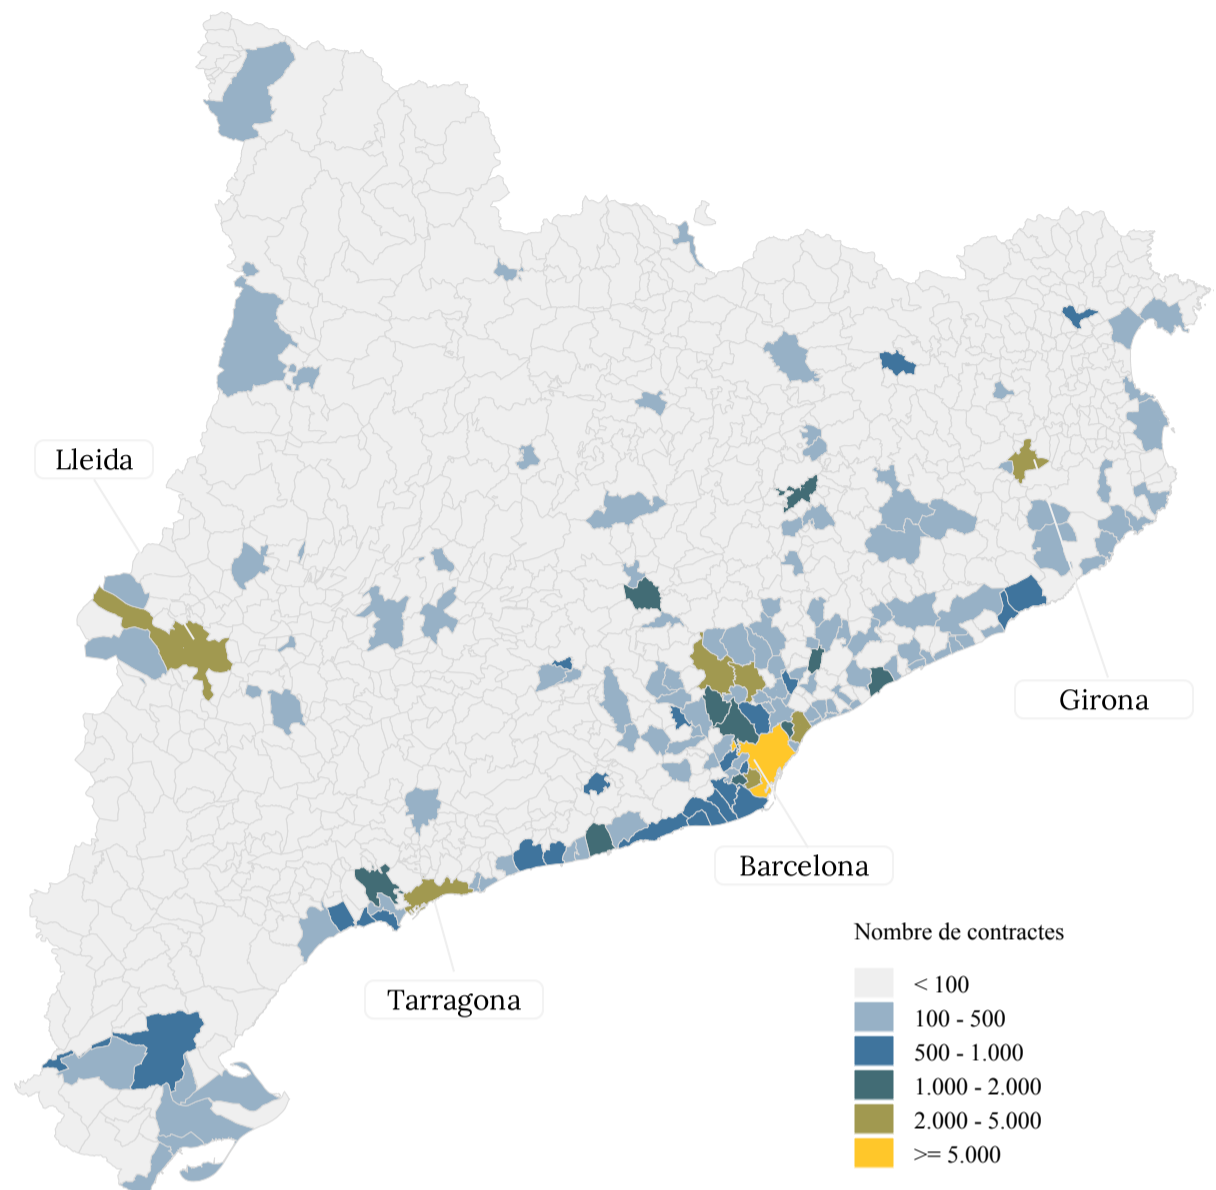 Lleida
Girona
Barcelona
Tarragona
Nombre de contractes
< 100
100 - 500
500 - 1.000
1.000 - 2.000
2.000 - 5.000
>= 5.000